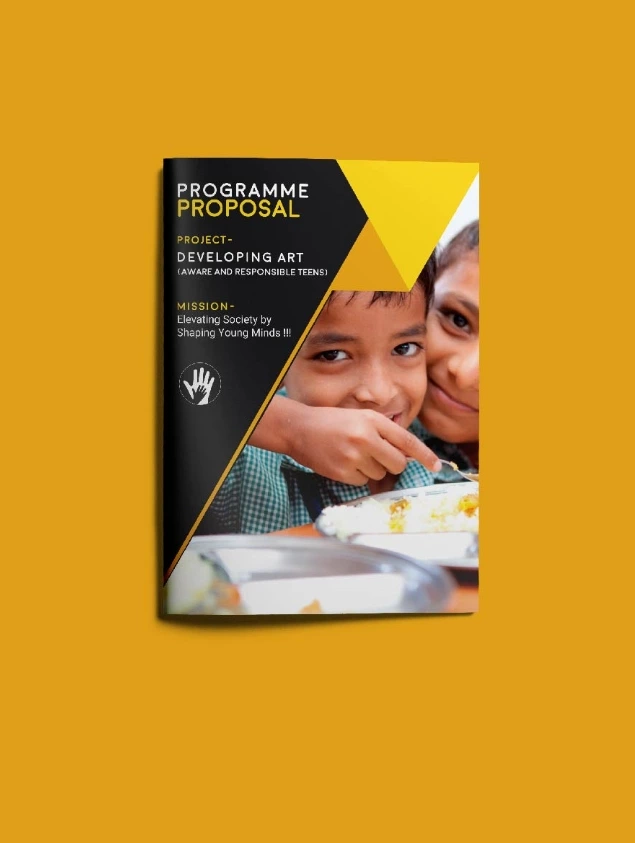 PROGRAMME
PROPOSAL
PROJECT-
DEVELOPING ART
(AWARE AND RESPONSIBLE TEENS)
MISSION-
Elevating Society by
Shaping Young Minds !!!